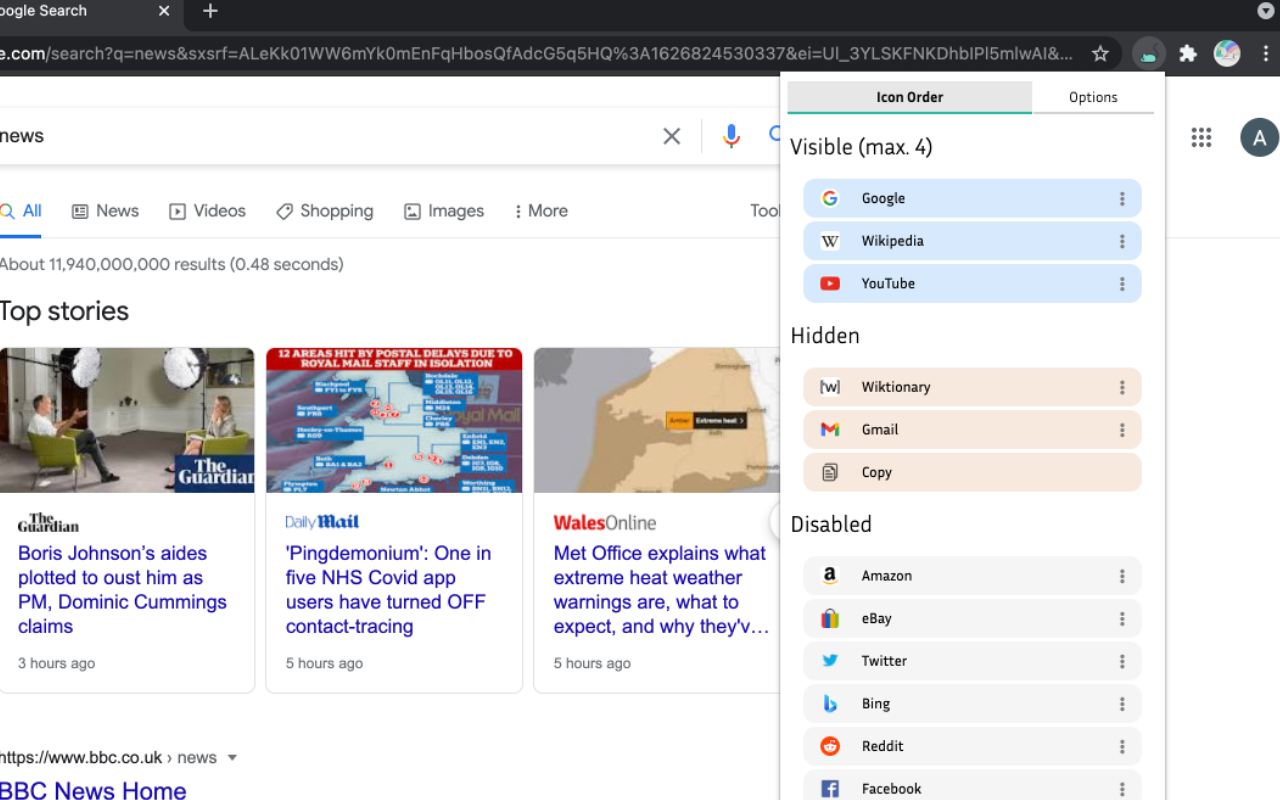 oogle Search
e.com/search?q=news&sxsrf=ALeKk01WW6mYk0mEnFqHbosQfAdcG5q5HQ%3A1626824530337&ei=Ul_3YLSKFNKDhbIPl5mlwAI&...
news
All
News
Videos
Shopping
Images
More
Tool
About 11,940,000,000 results (0.48 seconds)
Top stories
The Guardian
The Guardian
Boris Johnson's aides
plotted to oust him as
PM, Dominic Cummings
claims
3 hours ago
12 AREAS HIT BY POSTAL DELAYS DUE TO
ROYAL MAIL STAFF IN ISOLATION
Daily Mail
'Pingdemonium': One in
five NHS Covid app
users have turned OFF
contact-tracing
5 hours ago
Birmingham
Amber Extreme heat
WalesOnline
Met Office explains what
extreme heat weather
warnings are, what to
expect, and why they'v...
5 hours ago
https://www.bbc.co.uk › news
BBC News Home
Icon Order
Options
Visible (max. 4)
Google
Wikipedia
YouTube
Hidden
Wiktionary
Gmail
Copy
Disabled
Amazon
eBay
Twitter
Bing
Reddit
Facebook
A